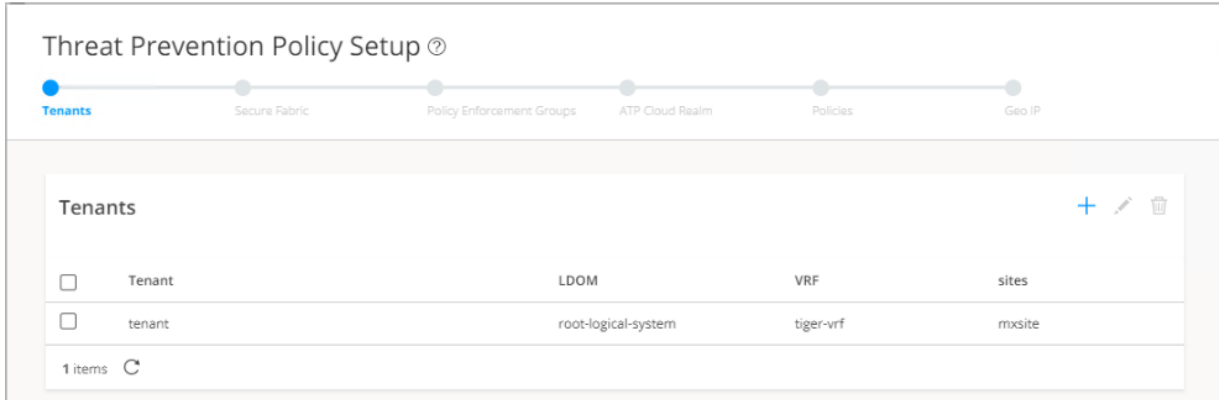 Threat Prevention Policy Setup ?
Tenants Secure Fabric Policy Enforcement Groups ATP Cloud Realm Policies Geo IP
Tenants
Tenant LDOM VRF sites
tenant root-logical-system tiger-vrf mxsite
1 items